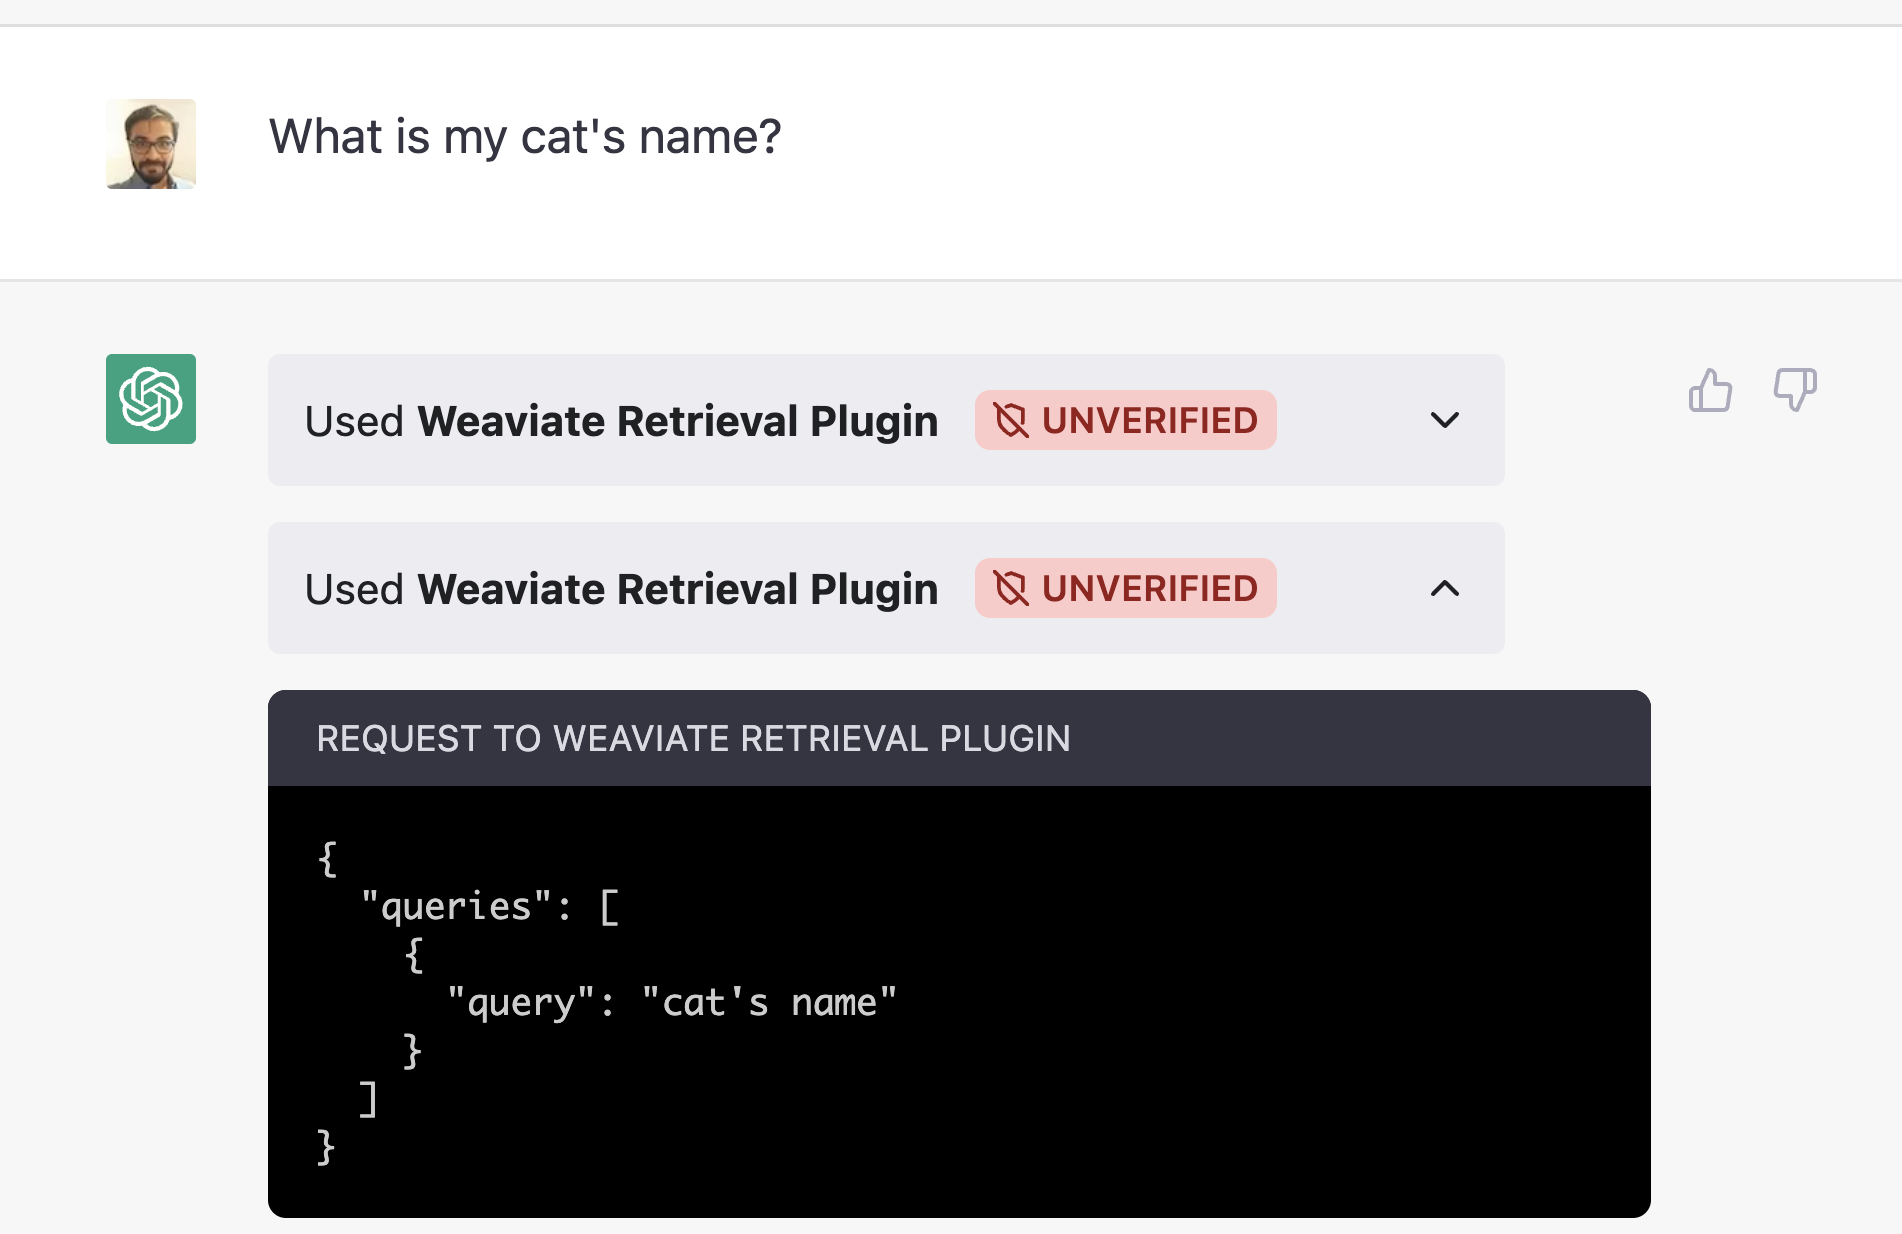 What is my cat's name?
Used Weaviate Retrieval Plugin UNVERIFIED
Used Weaviate Retrieval Plugin UNVERIFIED
REQUEST TO WEAVIATE RETRIEVAL PLUGIN
{
  "queries": [
    {
      "query": "cat's name"
    }
  ]
}